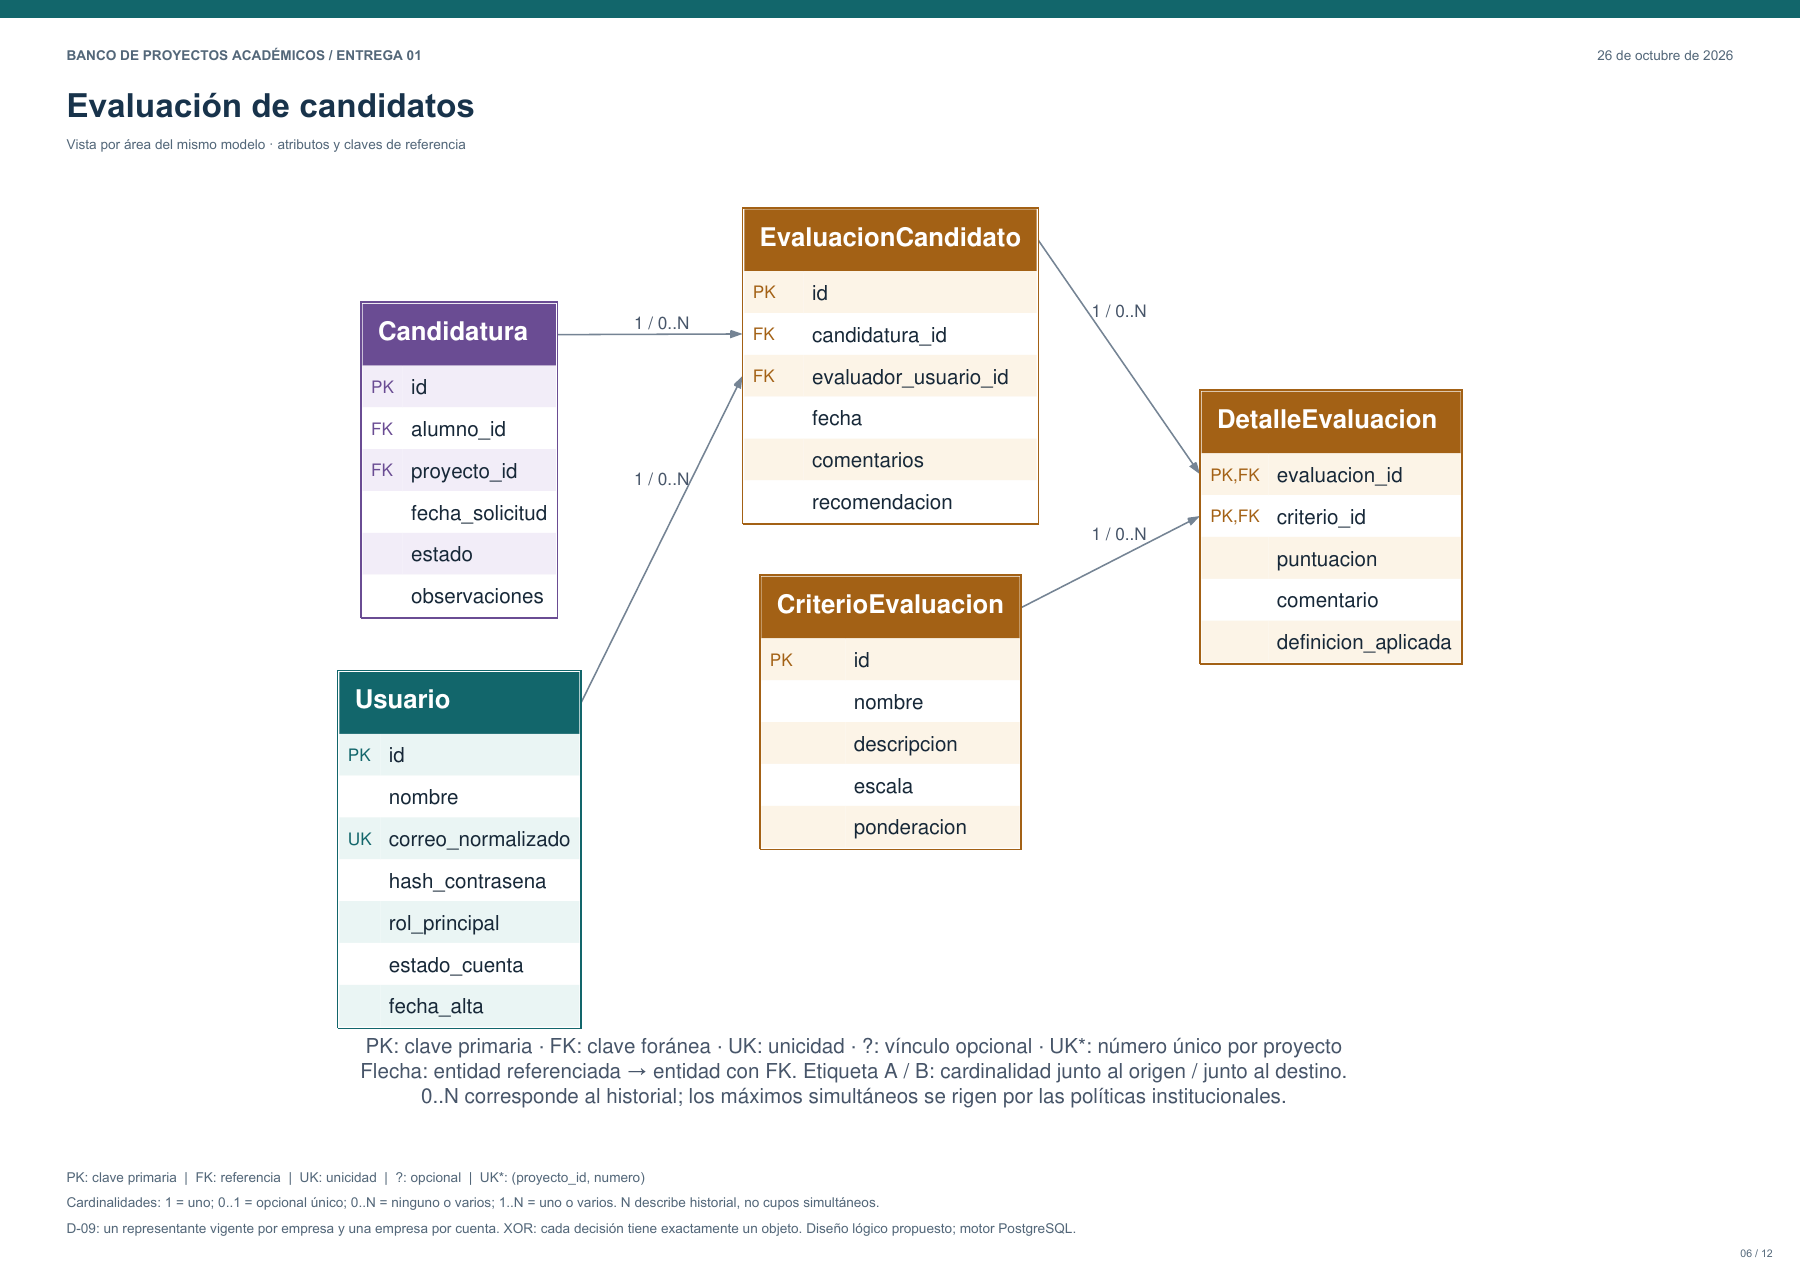 BANCO DE PROYECTOS ACADÉMICOS / ENTREGA 01
26 de octubre de 2026
Evaluación de candidatos
Vista por área del mismo modelo · atributos y claves de referencia
Candidatura
PK id
FK alumno_id
FK proyecto_id
fecha_solicitud
estado
observaciones
1 / 0..N
EvaluacionCandidato
PK id
FK candidatura_id
FK evaluador_usuario_id
fecha
comentarios
recomendacion
1 / 0..N
1 / 0..N
DetalleEvaluacion
PK,FK evaluacion_id
PK,FK criterio_id
puntuacion
comentario
definicion_aplicada
1 / 0..N
CriterioEvaluacion
PK id
nombre
descripcion
escala
ponderacion
Usuario
PK id
nombre
UK correo_normalizado
hash_contrasena
rol_principal
estado_cuenta
fecha_alta
PK: clave primaria · FK: clave foránea · UK: unicidad · ?: vínculo opcional · UK*: número único por proyecto
Flecha: entidad referenciada → entidad con FK. Etiqueta A / B: cardinalidad junto al origen / junto al destino.
0..N corresponde al historial; los máximos simultáneos se rigen por las políticas institucionales.
PK: clave primaria | FK: referencia | UK: unicidad | ?: opcional | UK*: (proyecto_id, numero)
Cardinalidades: 1 = uno; 0..1 = opcional único; 0..N = ninguno o varios; 1..N = uno o varios. N describe historial, no cupos simultáneos.
D-09: un representante vigente por empresa y una empresa por cuenta. XOR: cada decisión tiene exactamente un objeto. Diseño lógico propuesto; motor PostgreSQL.
06 / 12